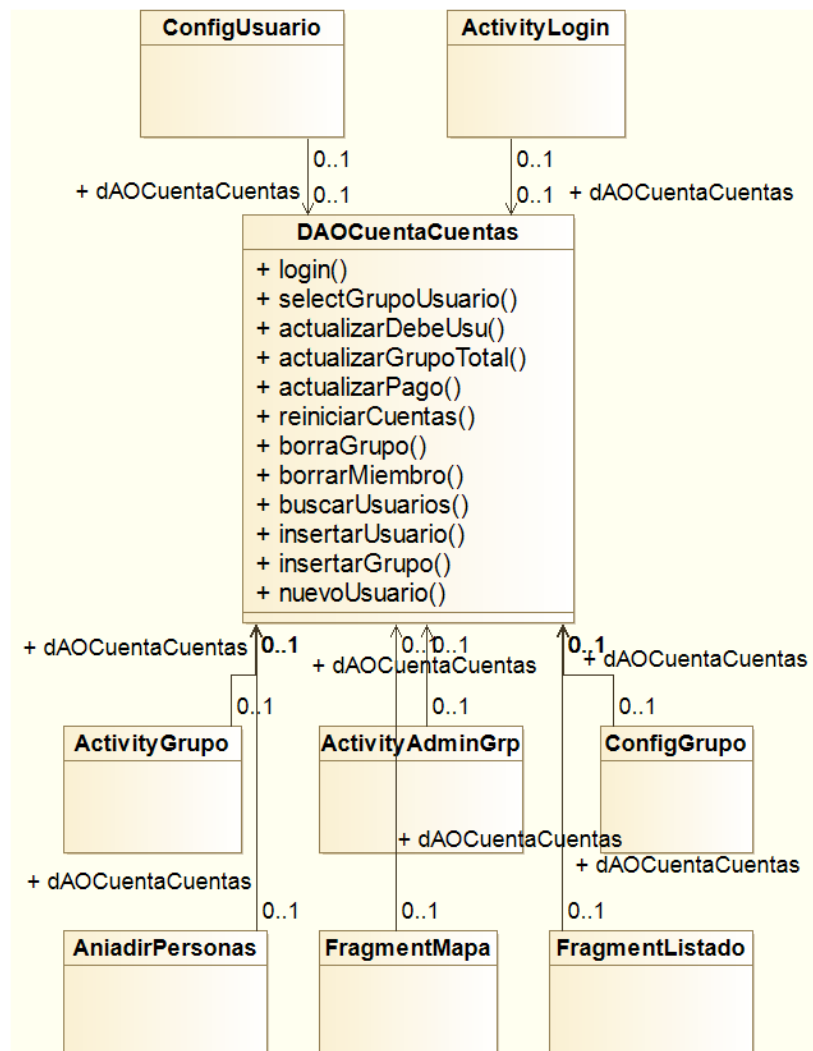 ConfigUsuario
ActivityLogin
0..1
0..1
+ dAOCuentaCuentas
0..1
0..1
+ dAOCuentaCuentas
DAOCuentaCuentas
+ login()
+ selectGrupoUsuario()
+ actualizarDebeUsu()
+ actualizarGrupoTotal()
+ actualizarPago()
+ reiniciarCuentas()
+ borraGrupo()
+ borrarMiembro()
+ buscarUsuarios()
+ insertarUsuario()
+ insertarGrupo()
+ nuevoUsuario()
+ dAOCuentaCuentas
0..1
0..1
0..1
0..1
+ dAOCuentaCuentas
+ dAOCuentaCuentas
0..1
0..1
0..1
ActivityGrupo
ActivityAdminGrp
ConfigGrupo
+ dAOCuentaCuentas
+ dAOCuentaCuentas
+ dAOCuentaCuentas
0..1
0..1
0..1
AniadirPersonas
FragmentMapa
FragmentListado